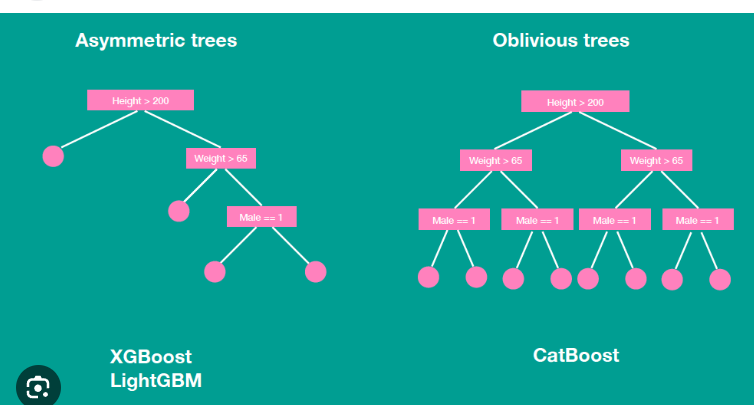 Asymmetric trees
Oblivious trees
Height > 200
Height > 200
Weight > 65
Weight > 65
Weight > 65
Male == 1
Male == 1
Male == 1
Male == 1
Male == 1
XGBoost
LightGBM
CatBoost